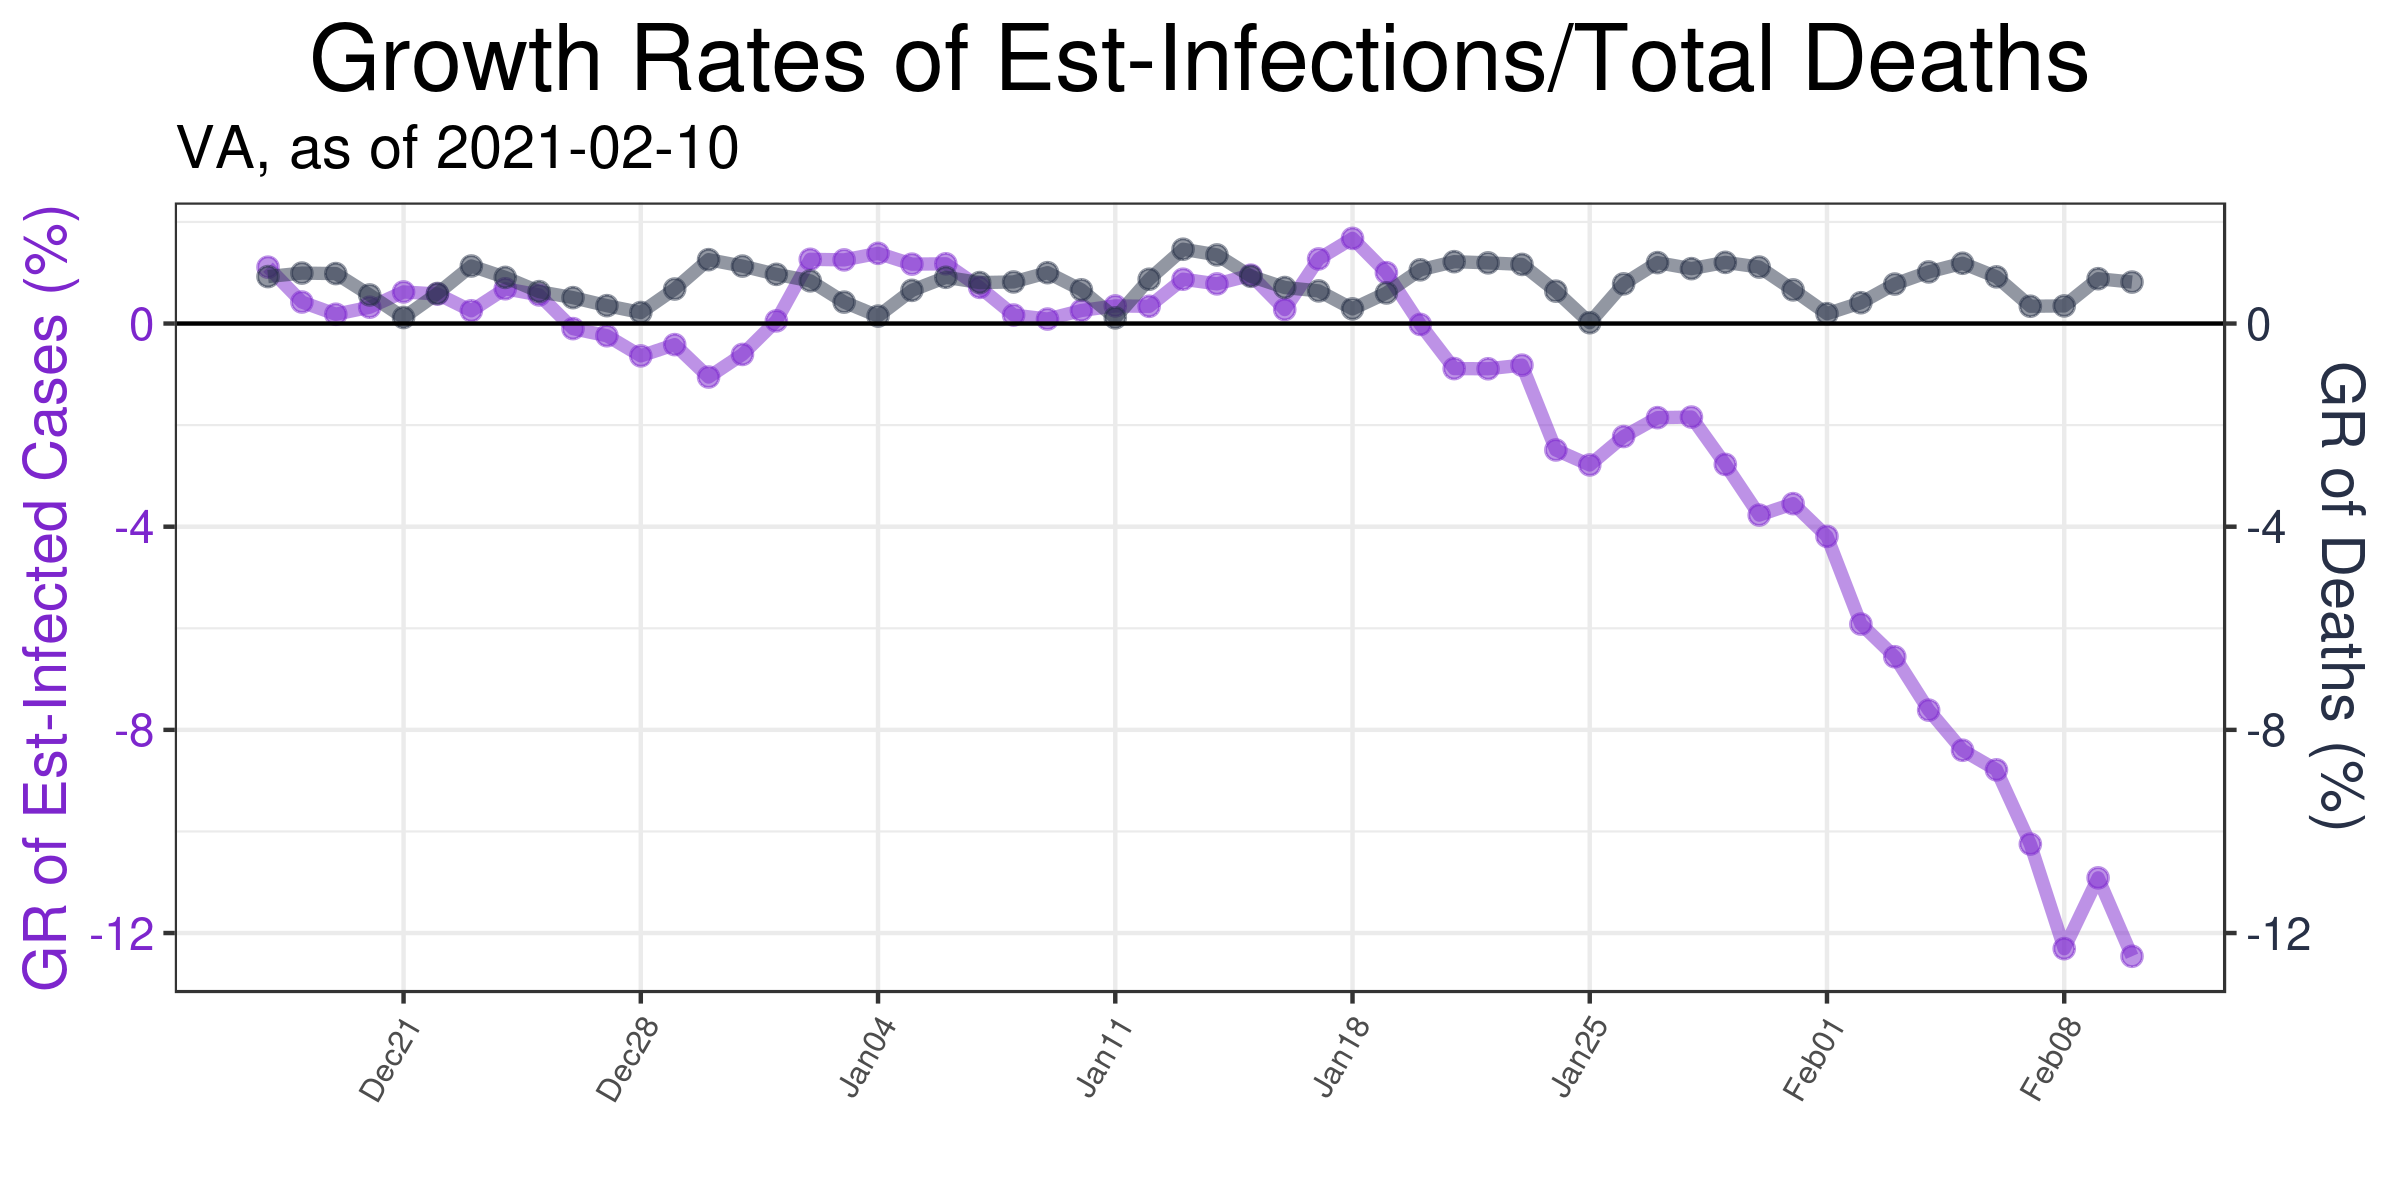 Growth Rates of Est-Infections/Total Deaths
VA, as of 2021-02-10
GR of Est-Infected Cases (%)
0
-4
-8
-12
0
-4
-8
-12
GR of Deaths (%)
Dec21
Dec28
Jan04
Jan11
Jan18
Jan25
Feb01
Feb08